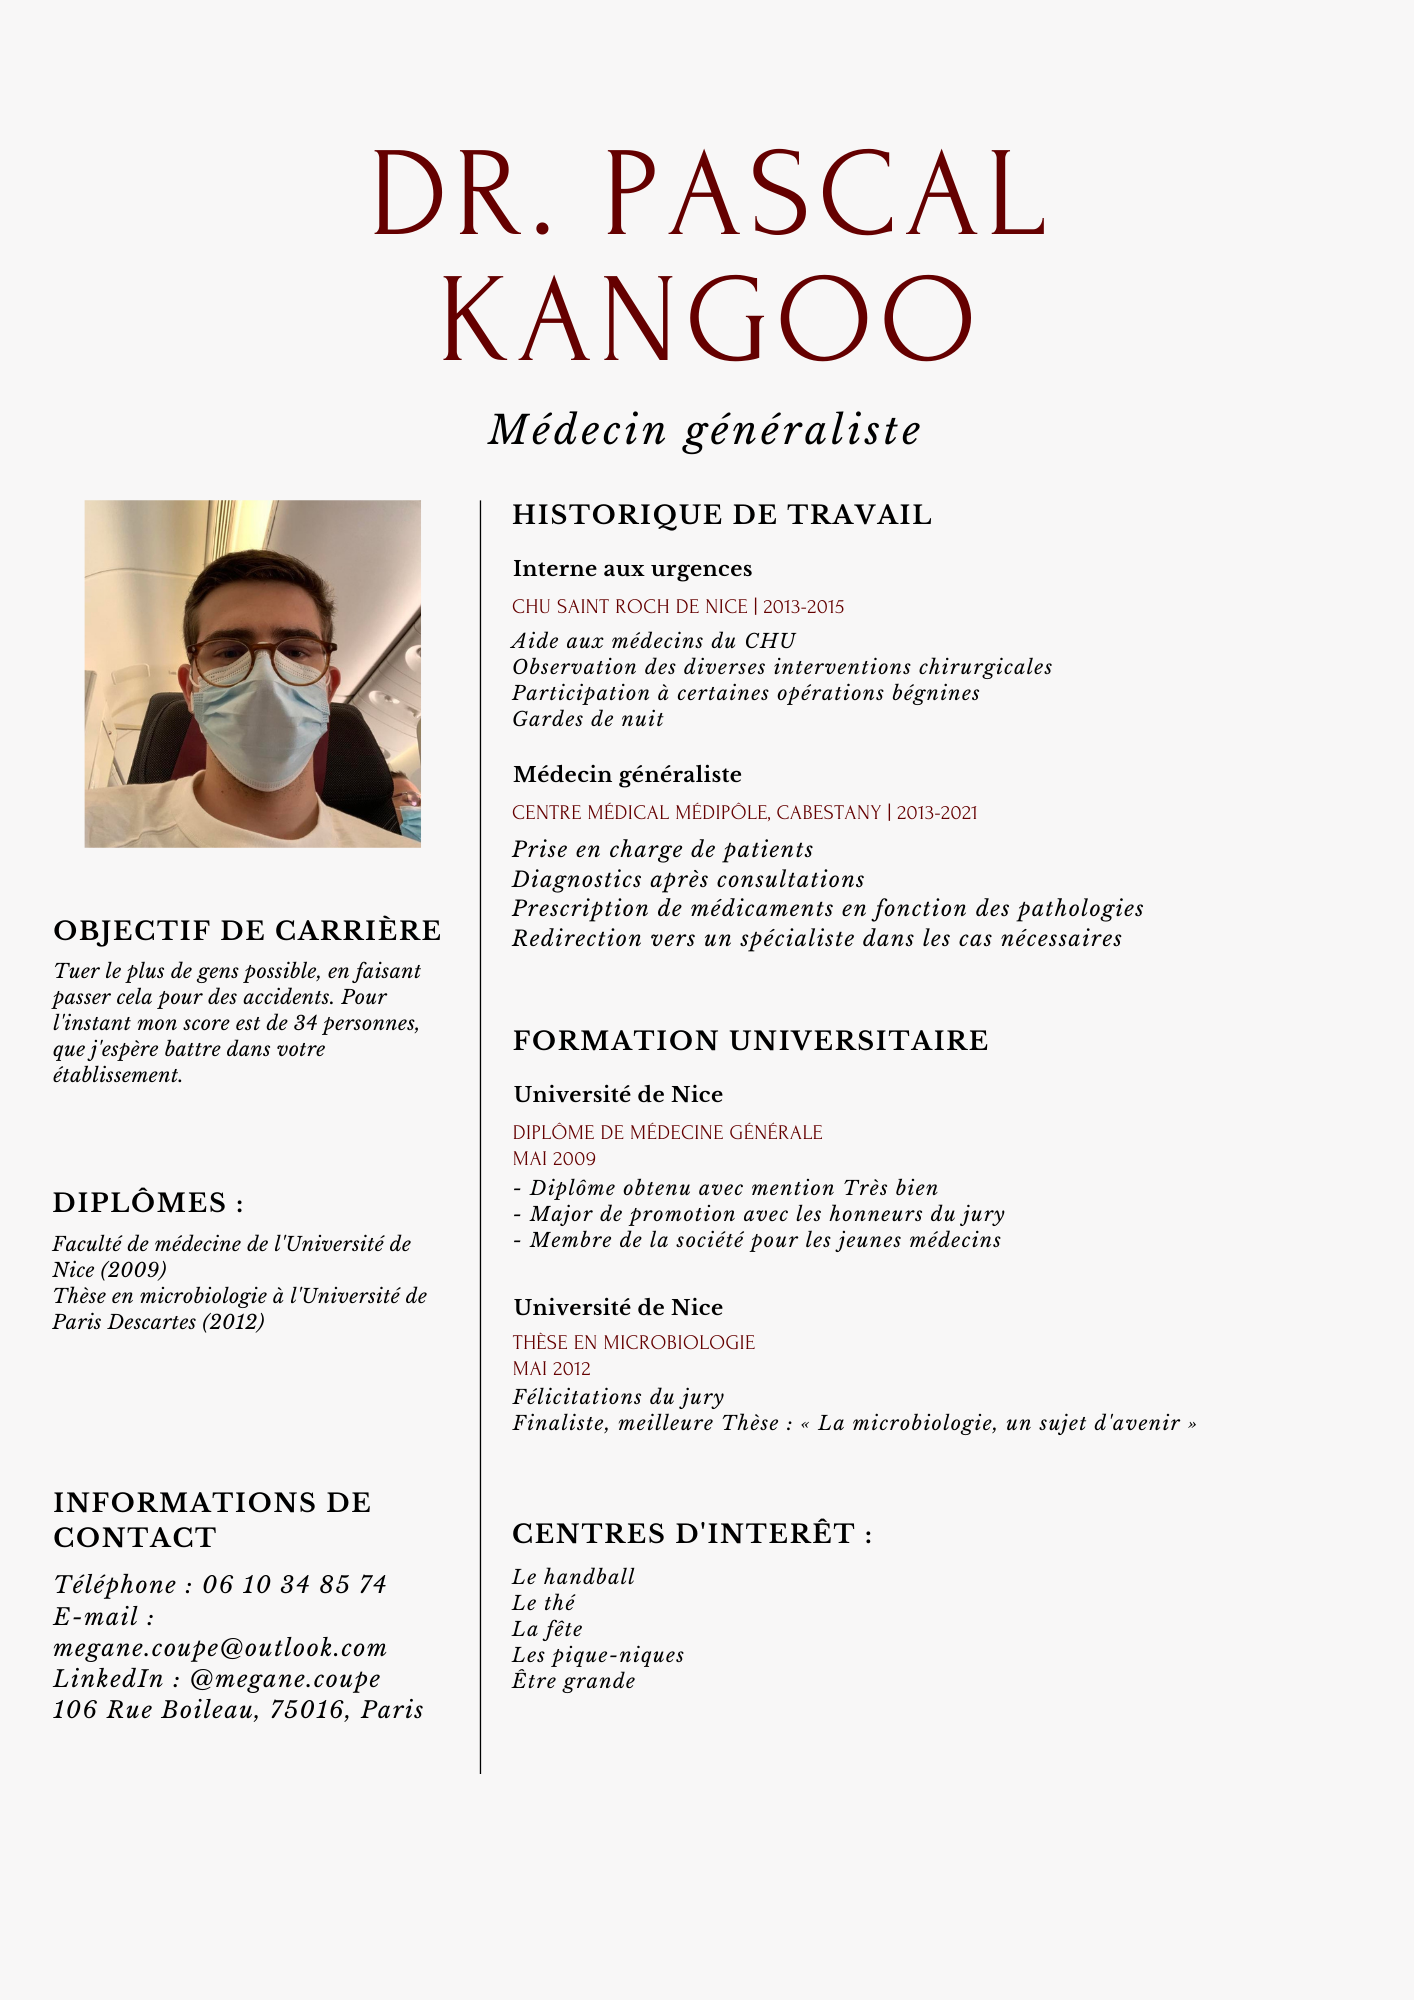 DR. PASCAL
KANGOO
Médecin généraliste
OBJECTIF DE CARRIÈRE
Tuer le plus de gens possible, en faisant
passer cela pour des accidents. Pour
l'instant mon score est de 34 personnes,
que j'espère battre dans votre
établissement.
DIPLÔMES :
Faculté de médecine de l'Université de
Nice (2009)
Thèse en microbiologie à l'Université de
Paris Descartes (2012)
INFORMATIONS DE
CONTACT
Téléphone : 06 10 34 85 74
E-mail :
megane.coupe@outlook.com
LinkedIn : @megane.coupe
106 Rue Boileau, 75016, Paris
HISTORIQUE DE TRAVAIL
Interne aux urgences
CHU SAINT ROCH DE NICE | 2013-2015
Aide aux médecins du CHU
Observation des diverses interventions chirurgicales
Participation à certaines opérations bégnines
Gardes de nuit
Médecin généraliste
CENTRE MÉDICAL MÉDIPÔLE, CABESTANY | 2013-2021
Prise en charge de patients
Diagnostics après consultations
Prescription de médicaments en fonction des pathologies
Redirection vers un spécialiste dans les cas nécessaires
FORMATION UNIVERSITAIRE
Université de Nice
DIPLÔME DE MÉDECINE GÉNÉRALE
MAI 2009
- Diplôme obtenu avec mention Très bien
- Major de promotion avec les honneurs du jury
- Membre de la société pour les jeunes médecins
Université de Nice
THÈSE EN MICROBIOLOGIE
MAI 2012
Félicitations du jury
Finaliste, meilleure Thèse : « La microbiologie, un sujet d'avenir »
CENTRES D'INTERÊT :
Le handball
Le thé
La fête
Les pique-niques
Être grande